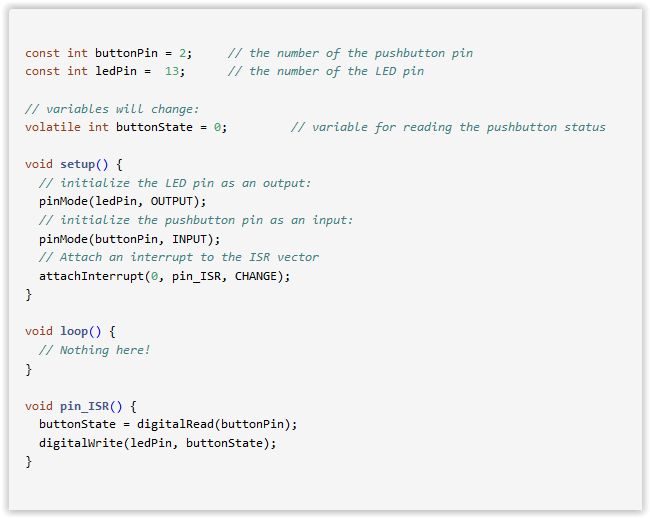 const int buttonPin = 2;     // the number of the pushbutton pin
const int ledPin =  13;      // the number of the LED pin

// variables will change:
volatile int buttonState = 0;         // variable for reading the pushbutton status

void setup() {
  // initialize the LED pin as an output:
  pinMode(ledPin, OUTPUT);
  // initialize the pushbutton pin as an input:
  pinMode(buttonPin, INPUT);
  // Attach an interrupt to the ISR vector
  attachInterrupt(0, pin_ISR, CHANGE);
}

void loop() {
  // Nothing here!
}

void pin_ISR() {
  buttonState = digitalRead(buttonPin);
  digitalWrite(ledPin, buttonState);
}